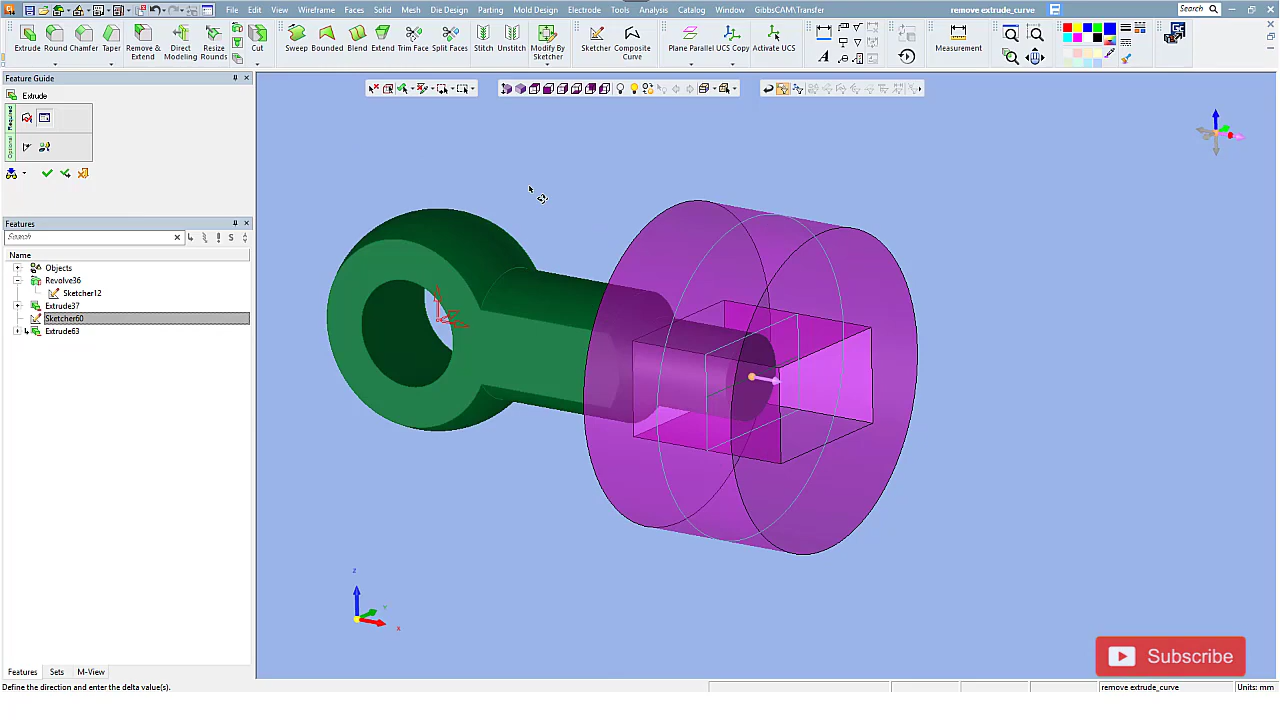 File Edit View Wireframe Faces Solid Mesh Die Design Parting Mold Design Electrode Tools Analysis Catalog Window GibbsCAM\Transfer remove extrude_curve Search
Extrude Round Chamfer Taper Remove & Extend Direct Modeling Resize Rounds Cut Sweep Bounded Blend Fuse Trim Split Faces Stitch Unstitch Modify By Sketcher Sketcher Composite Curve Plane Parallel UCS Copy Activate UCS Measurement
Feature Guide
Extrude
Required
Optional
Features
Search
Name
Objects
Revolve36
Sketcher12
Extrude37
Sketcher60
Extrude63
z
Y
x
Subscribe
Features Sets M-View
Define the direction and enter the delta value(s). remove extrude_curve Units: mm